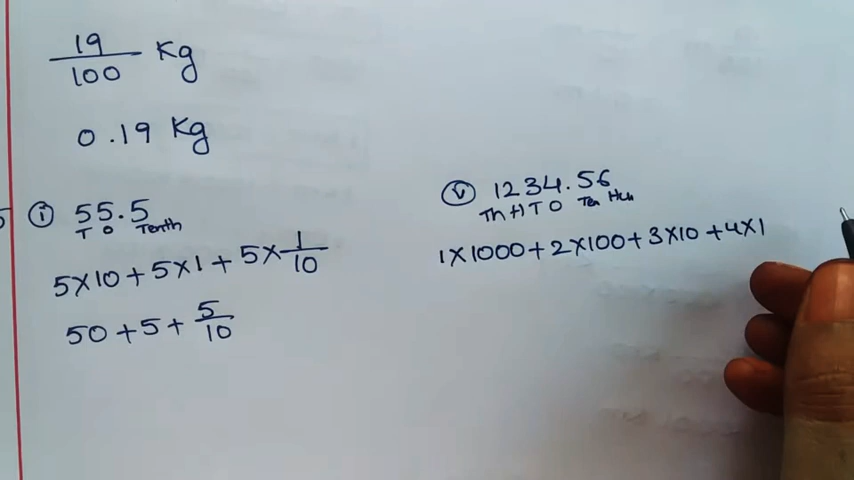 19/100 Kg
0.19 Kg
i 55.5
T O Tenth
5×10+5×1+5×1/10
50+5+5/10
v 1234.56
Th H T O Ten Hun
1×1000+2×100+3×10+4×1